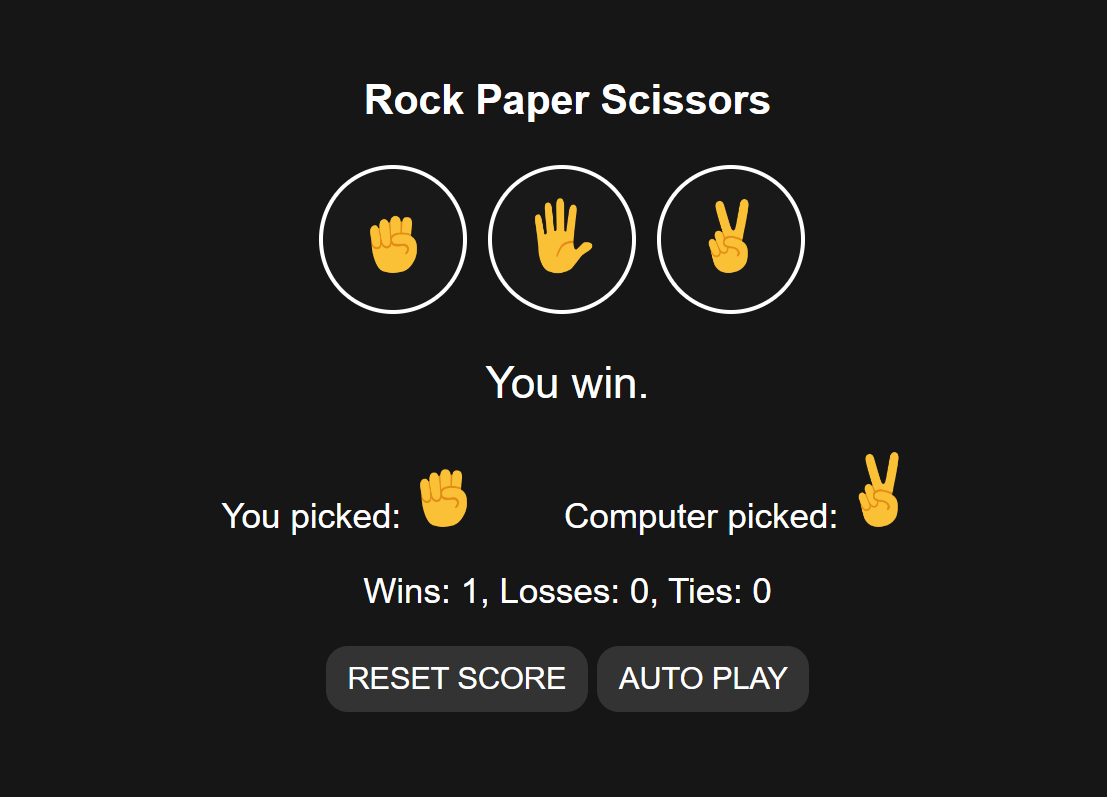 Rock Paper Scissors
You win.
You picked: Computer picked:
Wins: 1, Losses: 0, Ties: 0
RESET SCORE AUTO PLAY